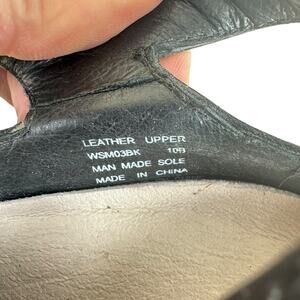 LEATHER UPPER
WSM03BK 10B
MAN MADE SOLE
MADE IN CHINA